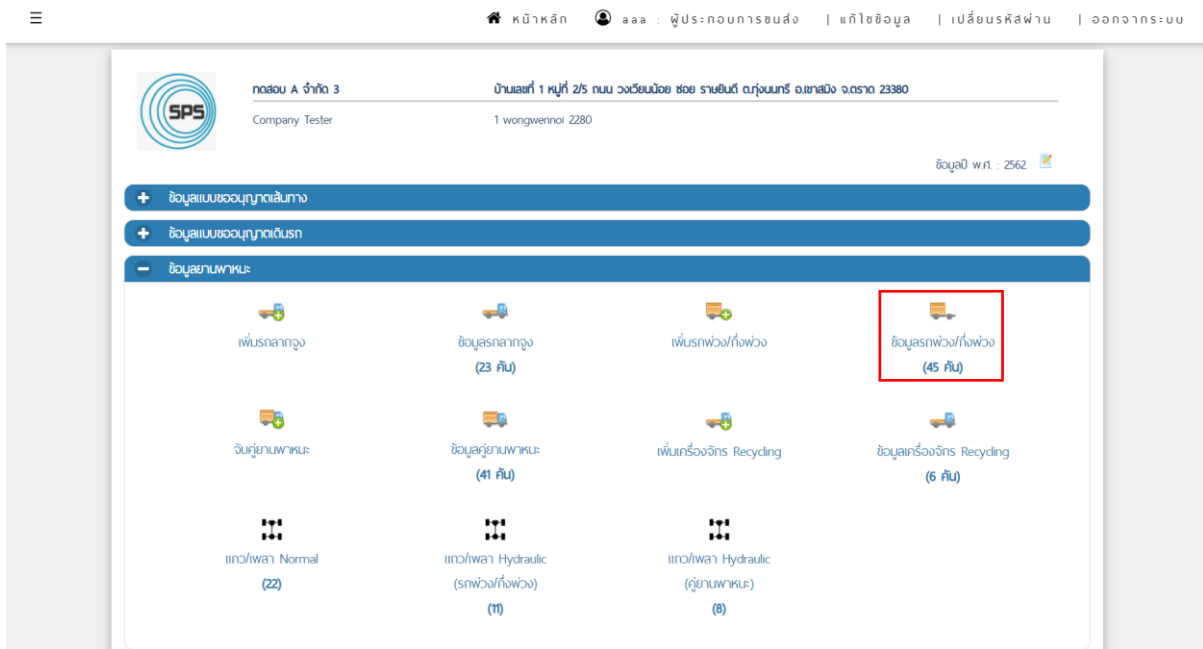 ☰ หน้าหลัก aaa : ผู้ประกอบการขนส่ง | แก้ไขข้อมูล | เปลี่ยนรหัสผ่าน | ออกจากระบบ
SPS
ทดสอบ A จำกัด 3 บ้านเลขที่ 1 หมู่ที่ 2/5 ถนน วงเวียนน้อย ซอย ราษยินดี ต.ทุ่งนนทรี อ.เขาสมิง จ.ตราด 23380
Company Tester 1 wongwennoi 2280
ข้อมูลปี พ.ศ. : 2562
ข้อมูลแบบขออนุญาตเส้นทาง
ข้อมูลแบบขออนุญาตเดินรถ
ข้อมูลยานพาหนะ
เพิ่มรถลากจูง ข้อมูลรถลากจูง เพิ่มรถพ่วง/กึ่งพ่วง ข้อมูลรถพ่วง/กึ่งพ่วง
(23 คัน) (45 คัน)
จับคู่ยานพาหนะ ข้อมูลคู่ยานพาหนะ เพิ่มเครื่องจักร Recycling ข้อมูลเครื่องจักร Recycling
(41 คัน) (6 คัน)
แถว/เพลา Normal แถว/เพลา Hydraulic แถว/เพลา Hydraulic
(22) (รถพ่วง/กึ่งพ่วง) (คู่ยานพาหนะ)
(11) (8)